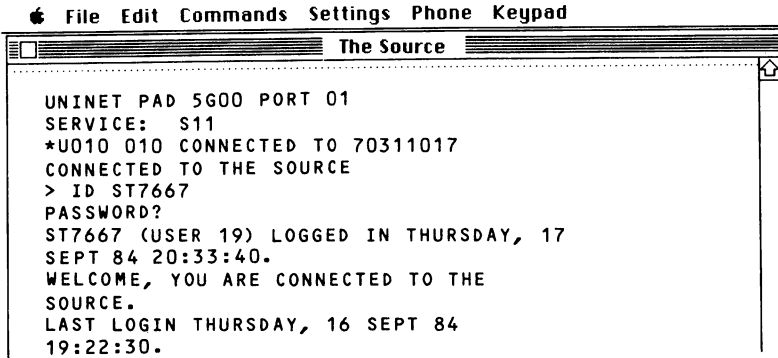 File Edit Commands Settings Phone Keypad
The Source
UNINET PAD 5G00 PORT 01
SERVICE: S11
*U010 010 CONNECTED TO 70311017
CONNECTED TO THE SOURCE
> ID ST7667
PASSWORD?
ST7667 (USER 19) LOGGED IN THURSDAY, 17
SEPT 84 20:33:40.
WELCOME, YOU ARE CONNECTED TO THE
SOURCE.
LAST LOGIN THURSDAY, 16 SEPT 84
19:22:30.